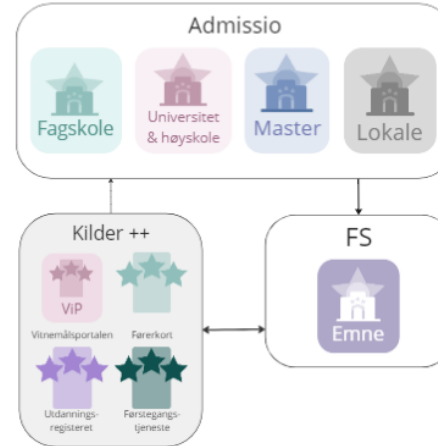 Admissio
Fagskole
Universitet
& høyskole
Master
Lokale
Kilder ++
ViP
Vitnemålsportalen
Førerkort
Utdannings-
registeret
Førstegangs-
tjeneste
FS
Emne